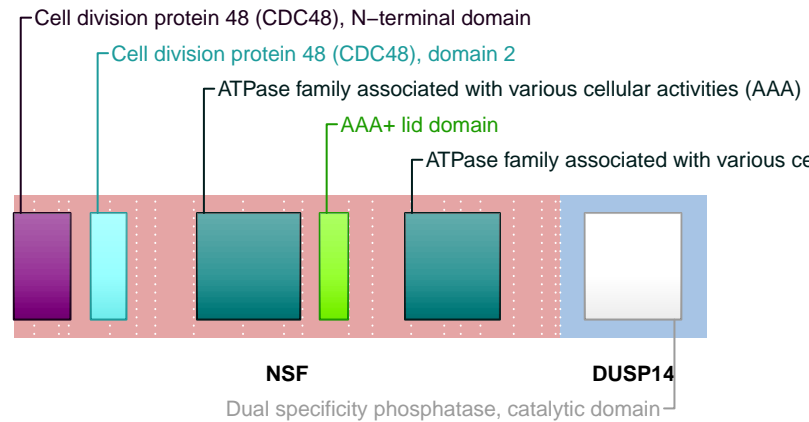 Cell division protein 48 (CDC48), N−terminal domain
Cell division protein 48 (CDC48), domain 2
ATPase family associated with various cellular activities (AAA)
AAA+ lid domain
ATPase family associated with various ce
NSF DUSP14
Dual specificity phosphatase, catalytic domain